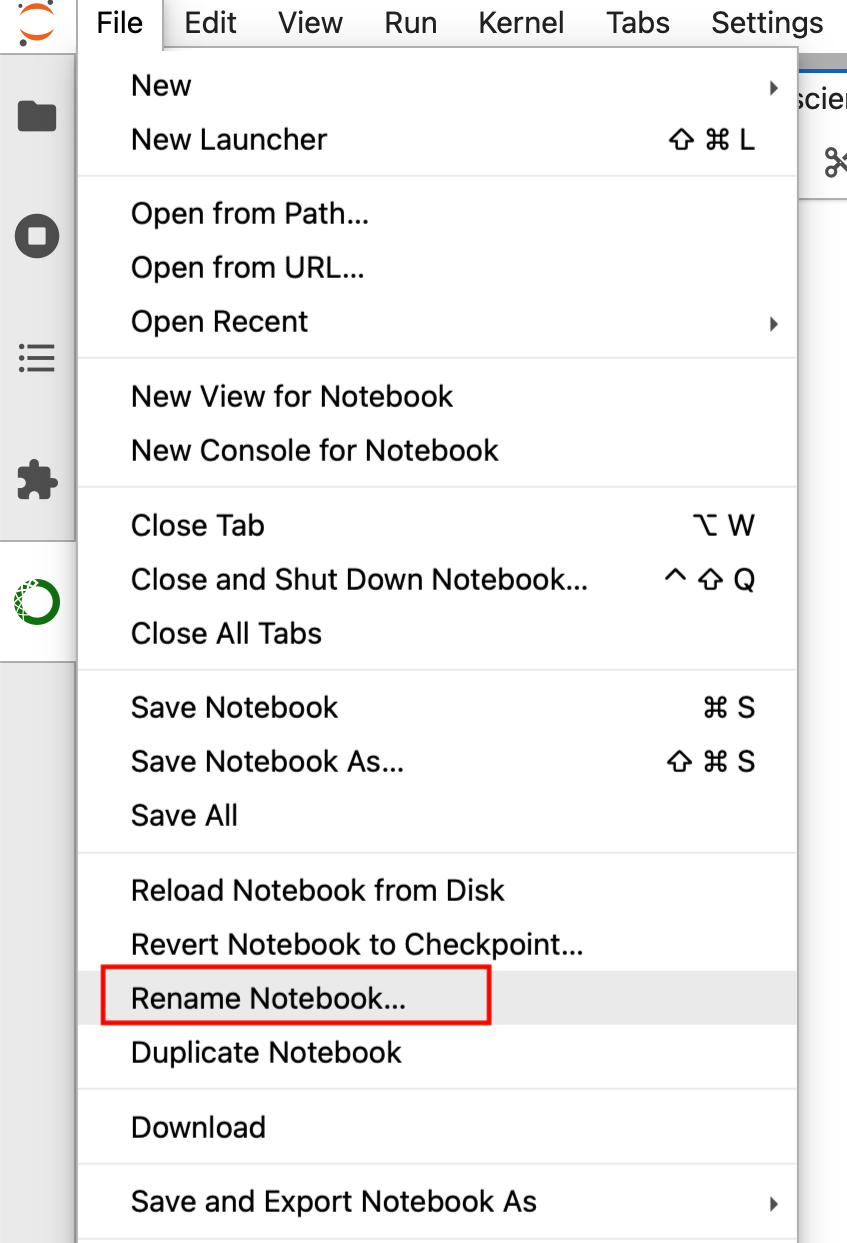 File Edit View Run Kernel Tabs Settings
New
New Launcher ⇧ ⌘ L
Open from Path...
Open from URL...
Open Recent
New View for Notebook
New Console for Notebook
Close Tab ⌥ W
Close and Shut Down Notebook... ^ ⇧ Q
Close All Tabs
Save Notebook ⌘ S
Save Notebook As... ⇧ ⌘ S
Save All
Reload Notebook from Disk
Revert Notebook to Checkpoint...
Rename Notebook...
Duplicate Notebook
Download
Save and Export Notebook As